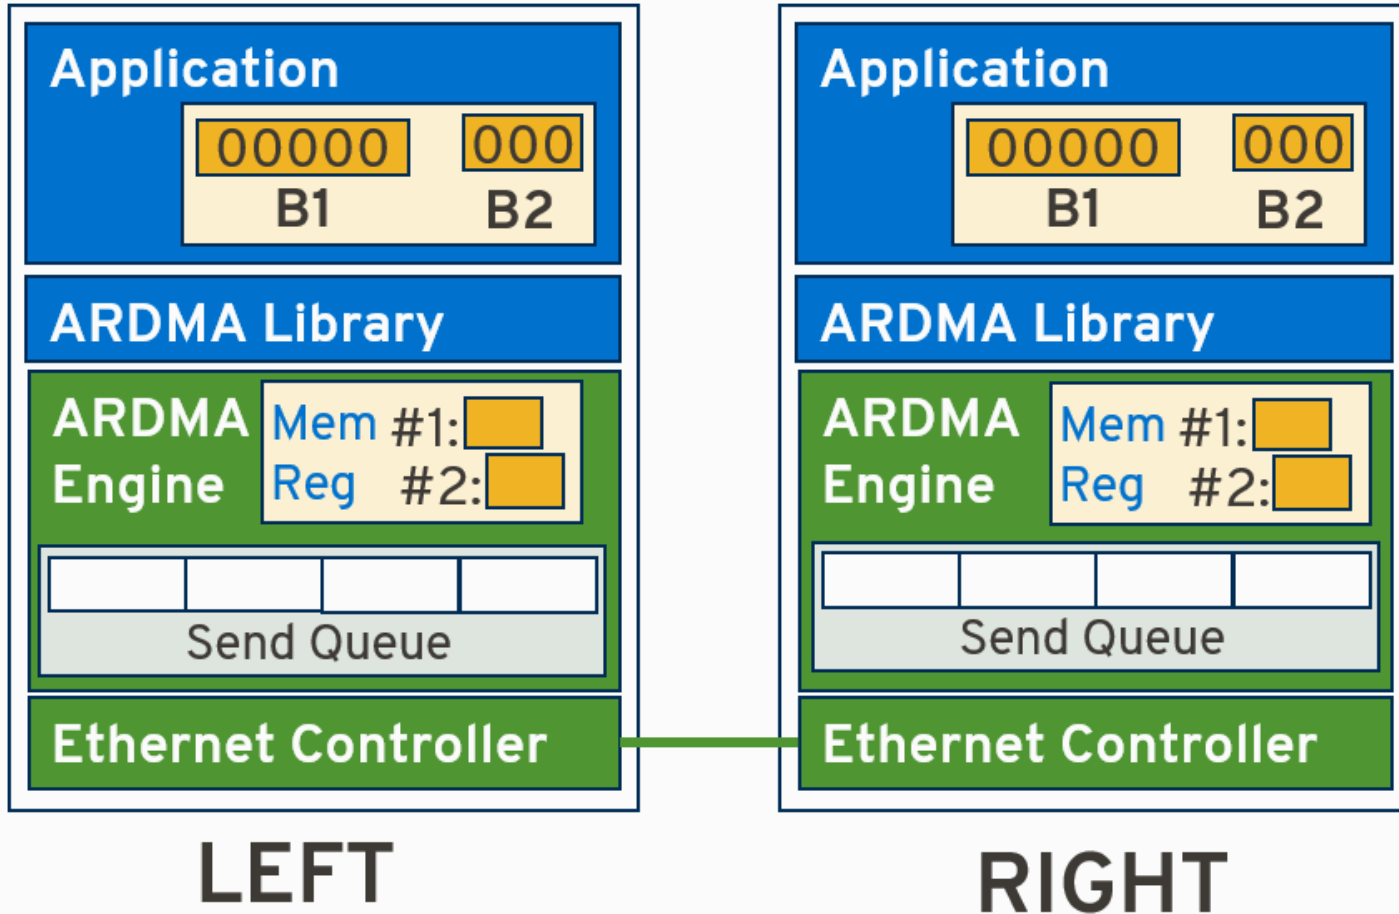 Application
00000 000
B1 B2
ARDMA Library
ARDMA Mem #1:
Engine Reg #2:
Send Queue
Ethernet Controller
LEFT
Application
00000 000
B1 B2
ARDMA Library
ARDMA Mem #1:
Engine Reg #2:
Send Queue
Ethernet Controller
RIGHT